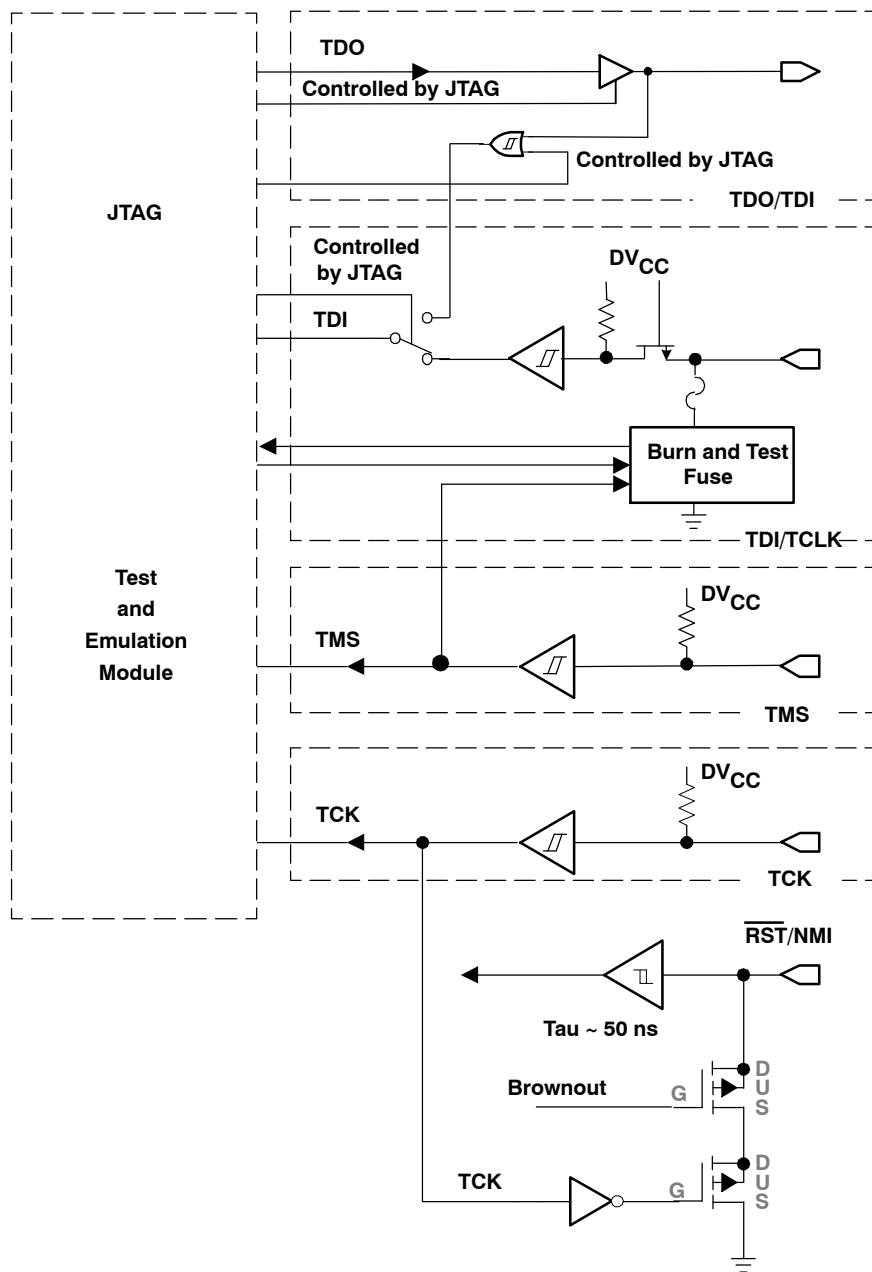 TDO
Controlled by JTAG
Controlled by JTAG
TDO/TDI
JTAG
Controlled
by JTAG
TDI
DVCC
Burn and Test
Fuse
TDI/TCLK
Test
and
Emulation
Module
TMS
DVCC
TMS
TCK
DVCC
TCK
RST/NMI
Tau ~ 50 ns
Brownout
G
D
U
S
TCK
G
D
U
S